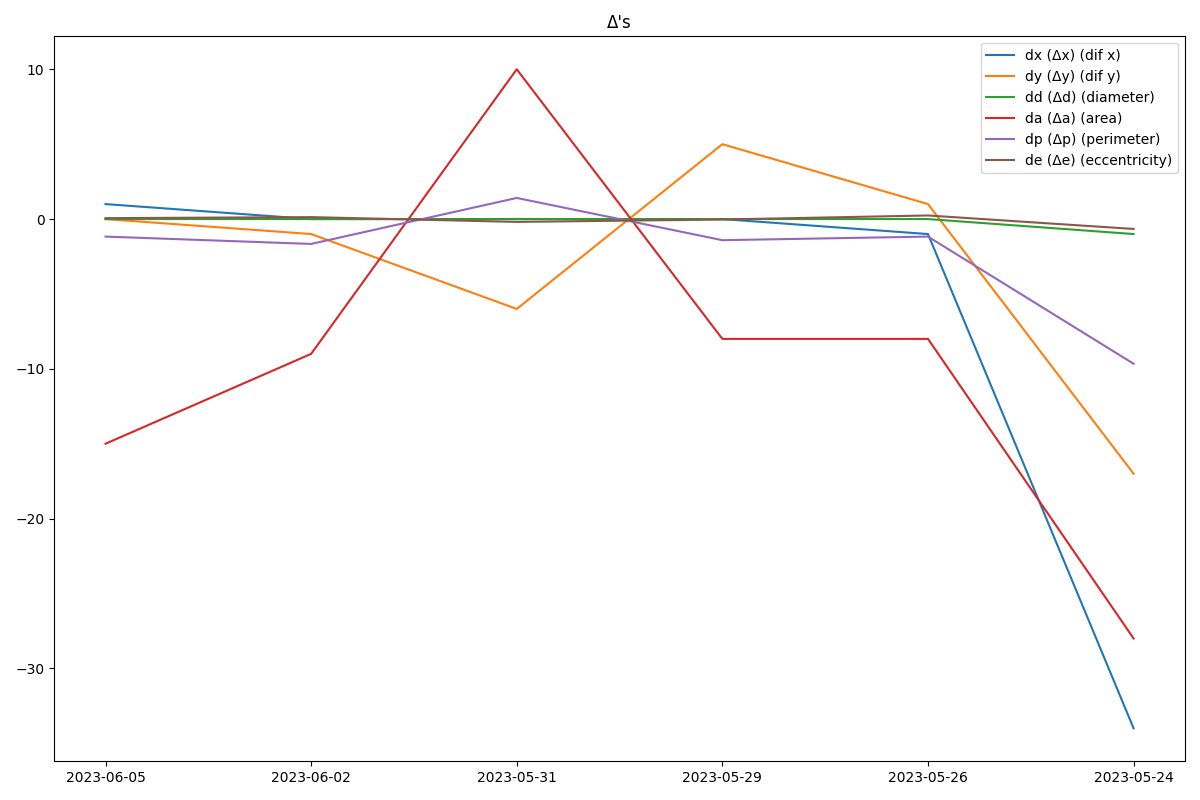 Δ's
dx (Δx) (dif x)
dy (Δy) (dif y)
dd (Δd) (diameter)
da (Δa) (area)
dp (Δp) (perimeter)
de (Δe) (eccentricity)
10
0
−10
−20
−30
2023-06-05 2023-06-02 2023-05-31 2023-05-29 2023-05-26 2023-05-24